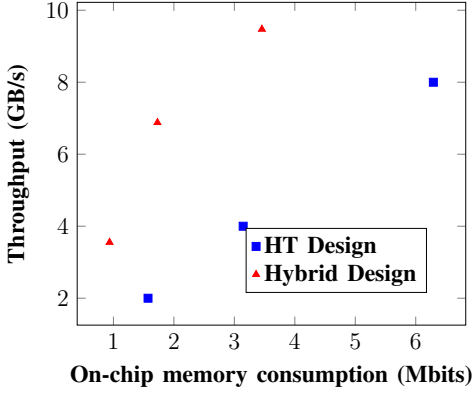 10
8
6
4
2
Throughput (GB/s)
HT Design
Hybrid Design
1 2 3 4 5 6
On-chip memory consumption (Mbits)